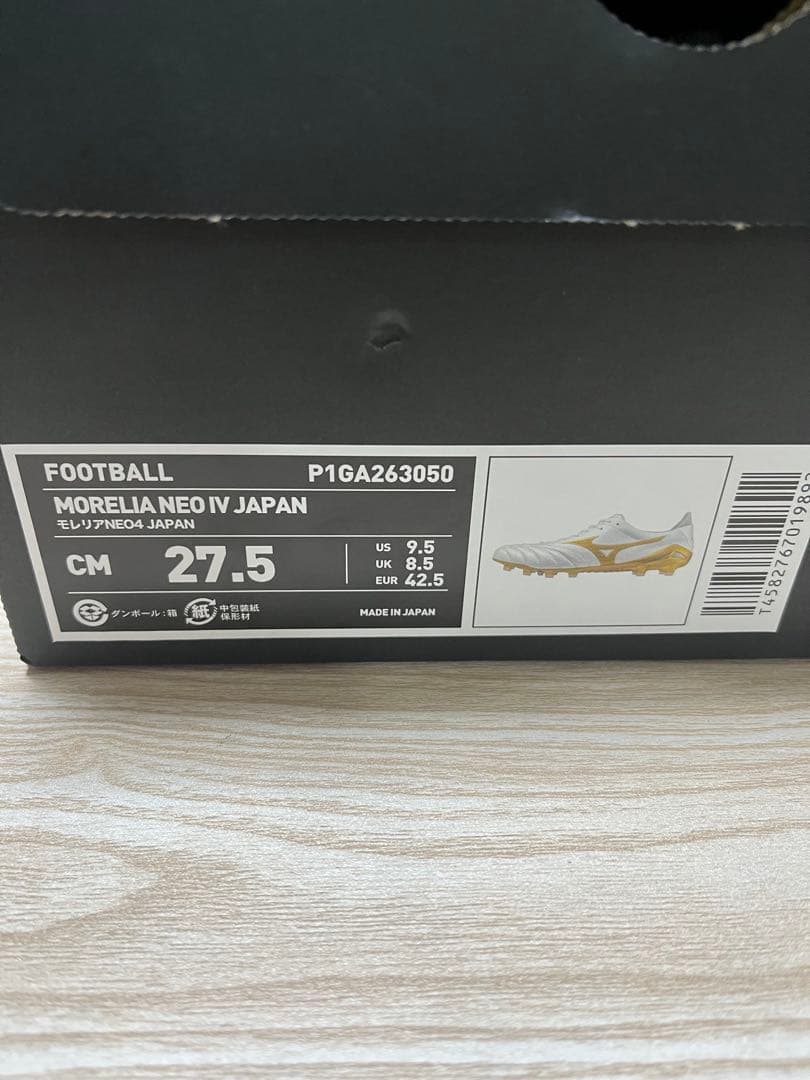 FOOTBALL P1GA263050
MORELIA NEO IV JAPAN
モレリアNEO4 JAPAN
CM 27.5
US 9.5
UK 8.5
EUR 42.5
ダンボール:箱
紙
中包装紙
保形材
MADE IN JAPAN
T458276701989